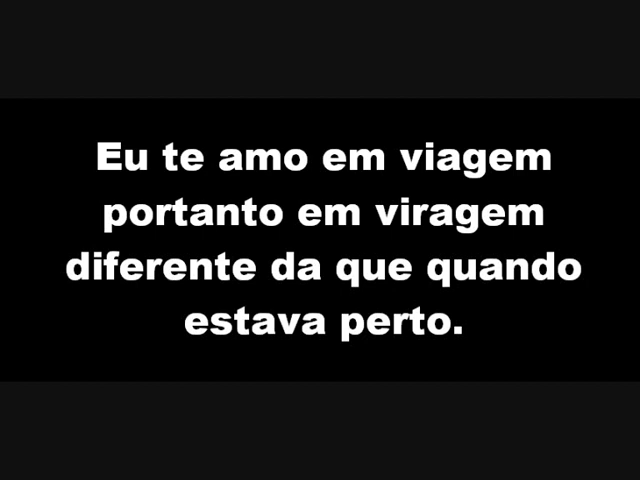 Eu te amo em viagem
portanto em viragem
diferente da que quando
estava perto.